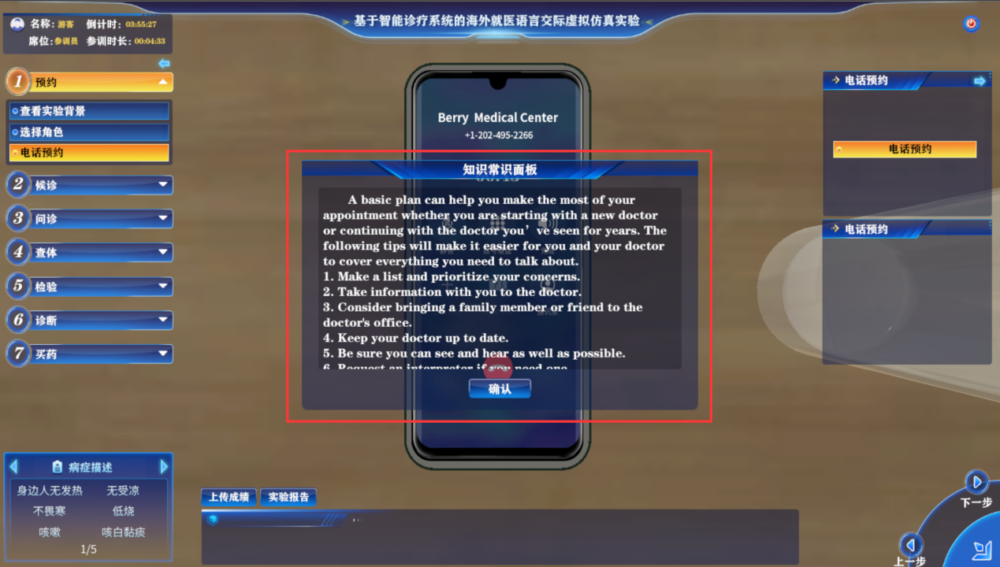 名称：游客 倒计时：03:55:27
席位：参训员 参训时长：00:04:33
基于智能诊疗系统的海外就医语言交际虚拟仿真实验
1 预约
查看实验背景
选择角色
电话预约
2 候诊
3 问诊
4 查体
5 检验
6 诊断
7 买药
Berry Medical Center
+1-202-495-2266
知识常识面板
A basic plan can help you make the most of your
appointment whether you are starting with a new doctor
or continuing with the doctor you’ve seen for years. The
following tips will make it easier for you and your doctor
to cover everything you need to talk about.
1. Make a list and prioritize your concerns.
2. Take information with you to the doctor.
3. Consider bringing a family member or friend to the
doctor's office.
4. Keep your doctor up to date.
5. Be sure you can see and hear as well as possible.
6. Request an interpreter if you need one.
确认
电话预约
电话预约
电话预约
病症描述
身边人无发热 无受凉
不畏寒 低烧
咳嗽 咳白黏痰
1/5
上传成绩 实验报告
...
下一步
上一步